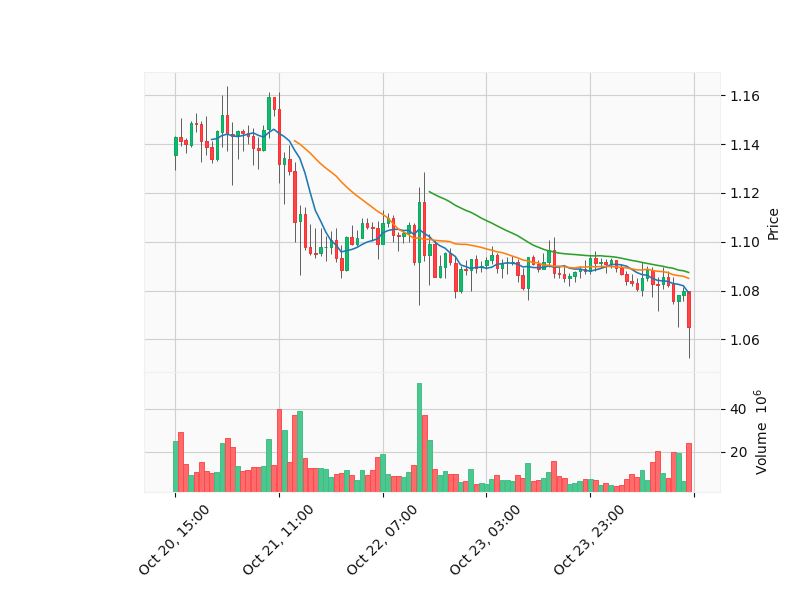 1.16
1.14
1.12
1.10
1.08
1.06
Price
40
20
Volume 10^6
Oct 20, 15:00
Oct 21, 11:00
Oct 22, 07:00
Oct 23, 03:00
Oct 23, 23:00